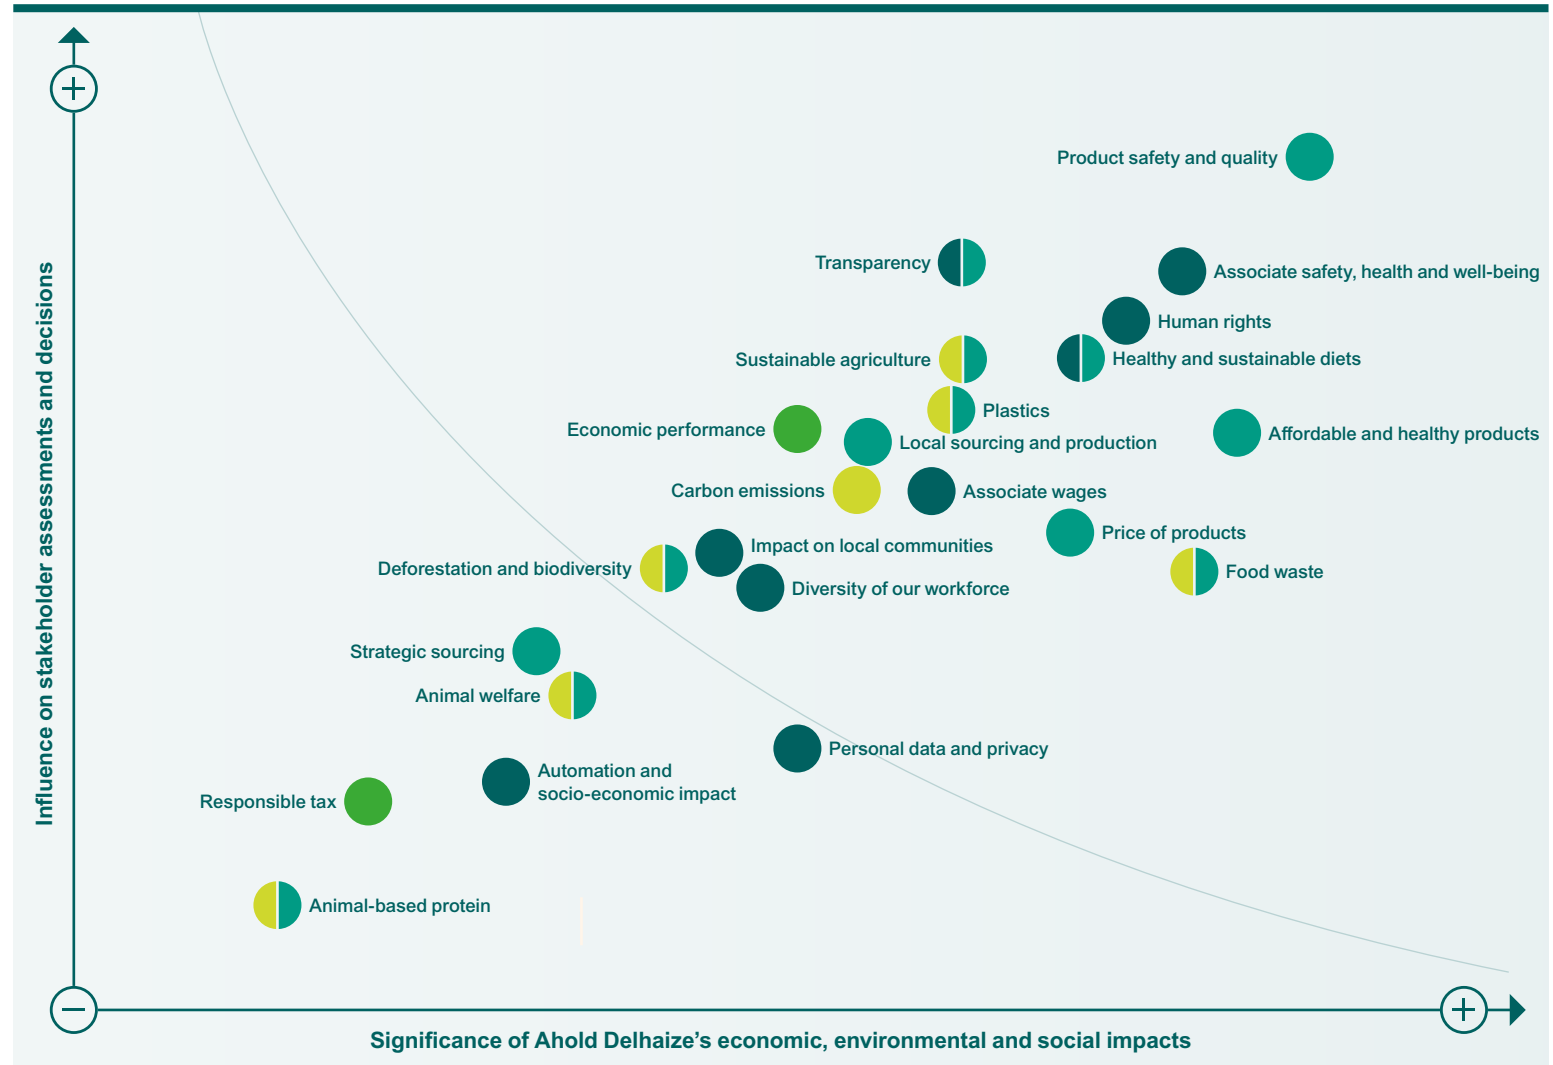 Product safety and quality
Transparency
Associate safety, health and well-being
Human rights
Sustainable agriculture
Healthy and sustainable diets
Plastics
Economic performance
Local sourcing and production
Affordable and healthy products
Carbon emissions
Associate wages
Price of products
Impact on local communities
Deforestation and biodiversity
Food waste
Diversity of our workforce
Strategic sourcing
Animal welfare
Personal data and privacy
Automation and
socio-economic impact
Responsible tax
Animal-based protein
Influence on stakeholder assessments and decisions
Significance of Ahold Delhaize’s economic, environmental and social impacts